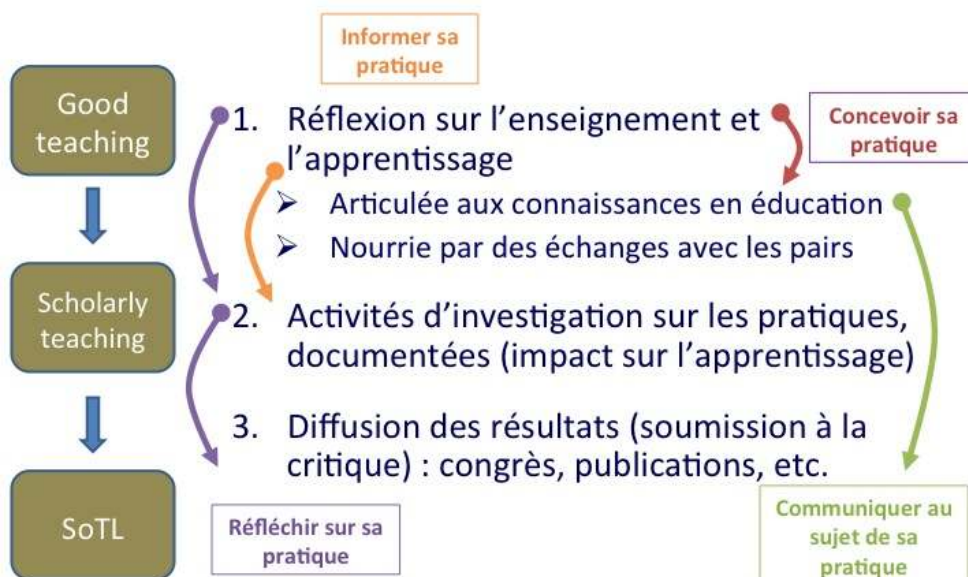 Informer sa
pratique
Good
teaching
1. Réflexion sur l’enseignement et
l’apprentissage
Concevoir sa
pratique
➢ Articulée aux connaissances en éducation
➢ Nourrie par des échanges avec les pairs
Scholarly
teaching
2. Activités d’investigation sur les pratiques,
documentées (impact sur l’apprentissage)
3. Diffusion des résultats (soumission à la
critique) : congrès, publications, etc.
SoTL
Réfléchir sur sa
pratique
Communiquer au
sujet de sa
pratique